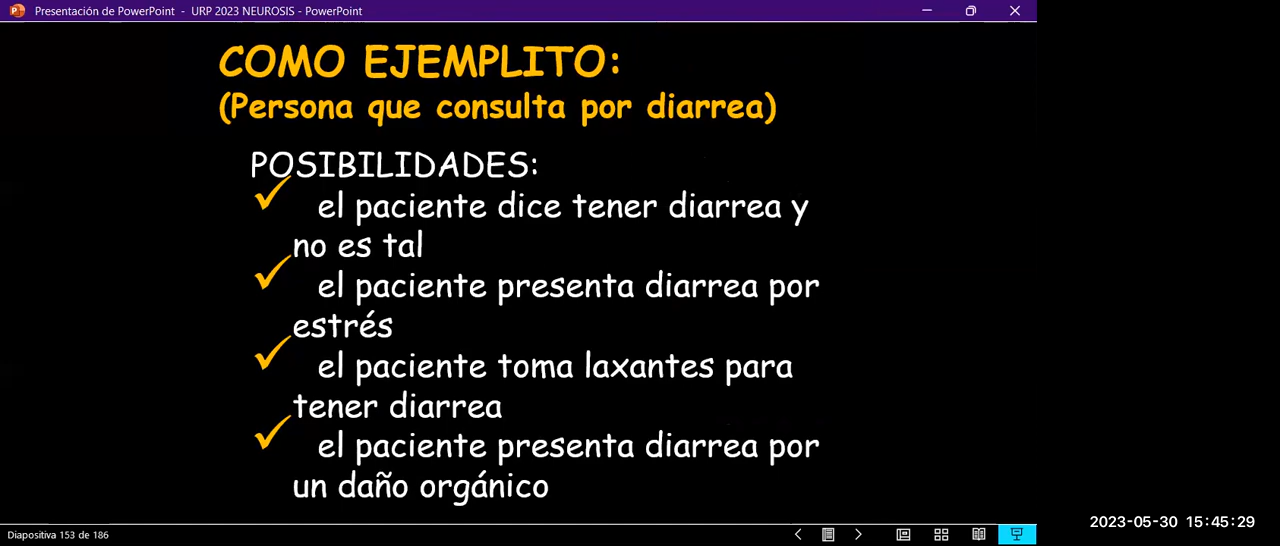 Presentación de PowerPoint - URP 2023 NEUROSIS - PowerPoint
COMO EJEMPLITO:
(Persona que consulta por diarrea)
POSIBILIDADES:
✓ el paciente dice tener diarrea y
no es tal
✓ el paciente presenta diarrea por
estrés
✓ el paciente toma laxantes para
tener diarrea
✓ el paciente presenta diarrea por
un daño orgánico
Diapositiva 153 de 186
2023-05-30 15:45:29